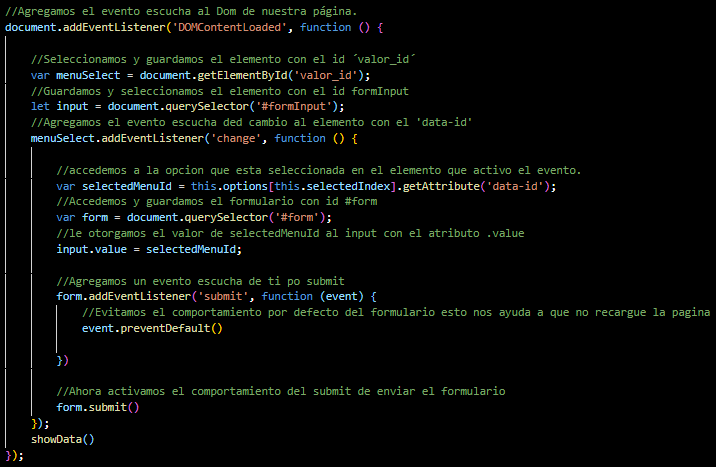 //Agregamos el evento escucha al Dom de nuestra página.
document.addEventListener('DOMContentLoaded', function () {
//Seleccionamos y guardamos el elemento con el id ´valor_id´
var menuSelect = document.getElementById('valor_id');
//Guardamos y seleccionamos el elemento con el id formInput
let input = document.querySelector('#formInput');
//Agregamos el evento escucha ded cambio al elemento con el 'data-id'
menuSelect.addEventListener('change', function () {
//accedemos a la opcion que esta seleccionada en el elemento que activo el evento.
var selectedMenuId = this.options[this.selectedIndex].getAttribute('data-id');
//Accedemos y guardamos el formulario con id #form
var form = document.querySelector('#form');
//le otorgamos el valor de selectedMenuId al input con el atributo .value
input.value = selectedMenuId;
//Agregamos un evento escucha de ti po submit
form.addEventListener('submit', function (event) {
//Evitamos el comportamiento por defecto del formulario esto nos ayuda a que no recargue la pagina
event.preventDefault()
})
//Ahora activamos el comportamiento del submit de enviar el formulario
form.submit()
});
showData()
});